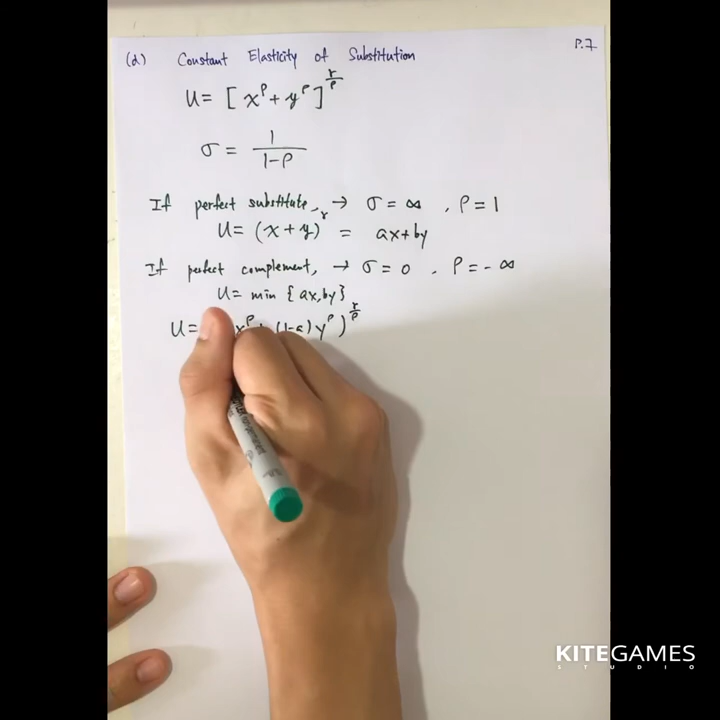 P.7
(d) Constant Elasticity of Substitution
U = [x^ρ + y^ρ]^(γ/ρ)
σ = 1/(1-ρ)
If perfect substitute, → σ = ∞ , ρ = 1
U = (x+y)^γ = ax+by
If perfect complement, → σ = 0 , ρ = -∞
U = min {ax, by}
U = x^ρ + (1-a) y^ρ)^(γ/ρ)
KITEGAMES
STUDIO